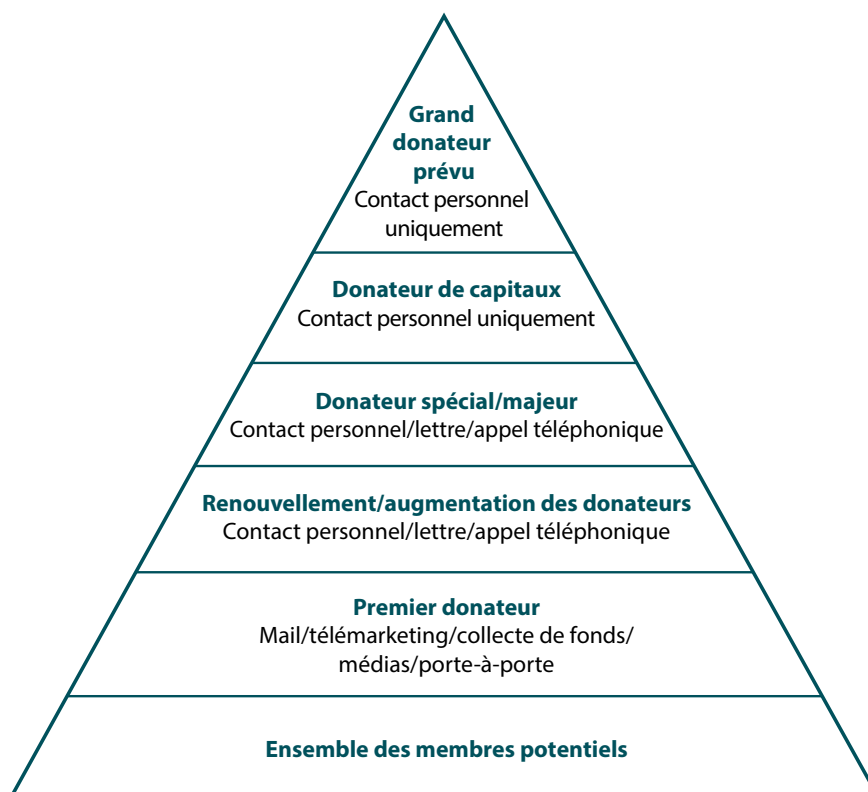 Grand
donateur
prévu
Contact personnel
uniquement
Donateur de capitaux
Contact personnel uniquement
Donateur spécial/majeur
Contact personnel/lettre/appel téléphonique
Renouvellement/augmentation des donateurs
Contact personnel/lettre/appel téléphonique
Premier donateur
Mail/télémarketing/collecte de fonds/
médias/porte-à-porte
Ensemble des membres potentiels